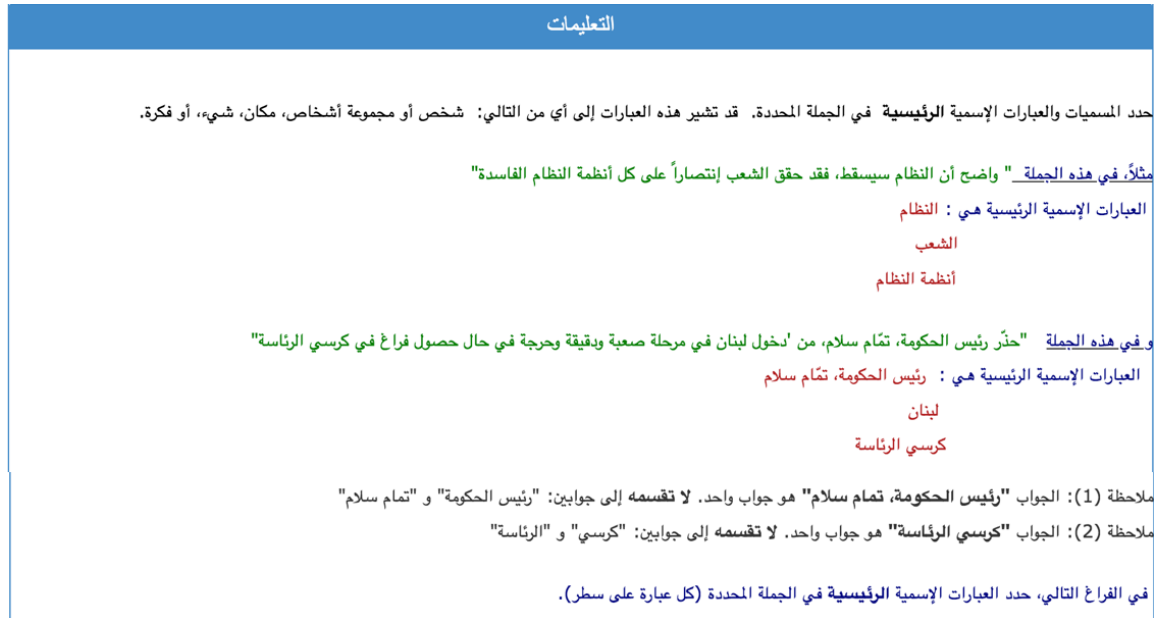 التعليمات
حدد المسميات والعبارات الإسمية الرئيسية في الجملة المحددة. قد تشير هذه العبارات إلى أي من التالي: شخص أو مجموعة أشخاص، مكان، شيء، أو فكرة.
مثلاً، في هذه الجملة " واضح أن النظام سيسقط، فقد حقق الشعب إنتصاراً على كل أنظمة النظام الفاسدة"
العبارات الإسمية الرئيسية هي : النظام
الشعب
أنظمة النظام
و في هذه الجملة "حذّر رئيس الحكومة، تمّام سلام، من 'دخول لبنان في مرحلة صعبة ودقيقة وحرجة في حال حصول فراغ في كرسي الرئاسة"
العبارات الإسمية الرئيسية هي : رئيس الحكومة، تمّام سلام
لبنان
كرسي الرئاسة
ملاحظة (1): الجواب "رئيس الحكومة، تمام سلام" هو جواب واحد. لا تقسمه إلى جوابين: "رئيس الحكومة" و "تمام سلام"
ملاحظة (2): الجواب "كرسي الرئاسة" هو جواب واحد. لا تقسمه إلى جوابين: "كرسي" و "الرئاسة"
في الفراغ التالي، حدد العبارات الإسمية الرئيسية في الجملة المحددة (كل عبارة على سطر).